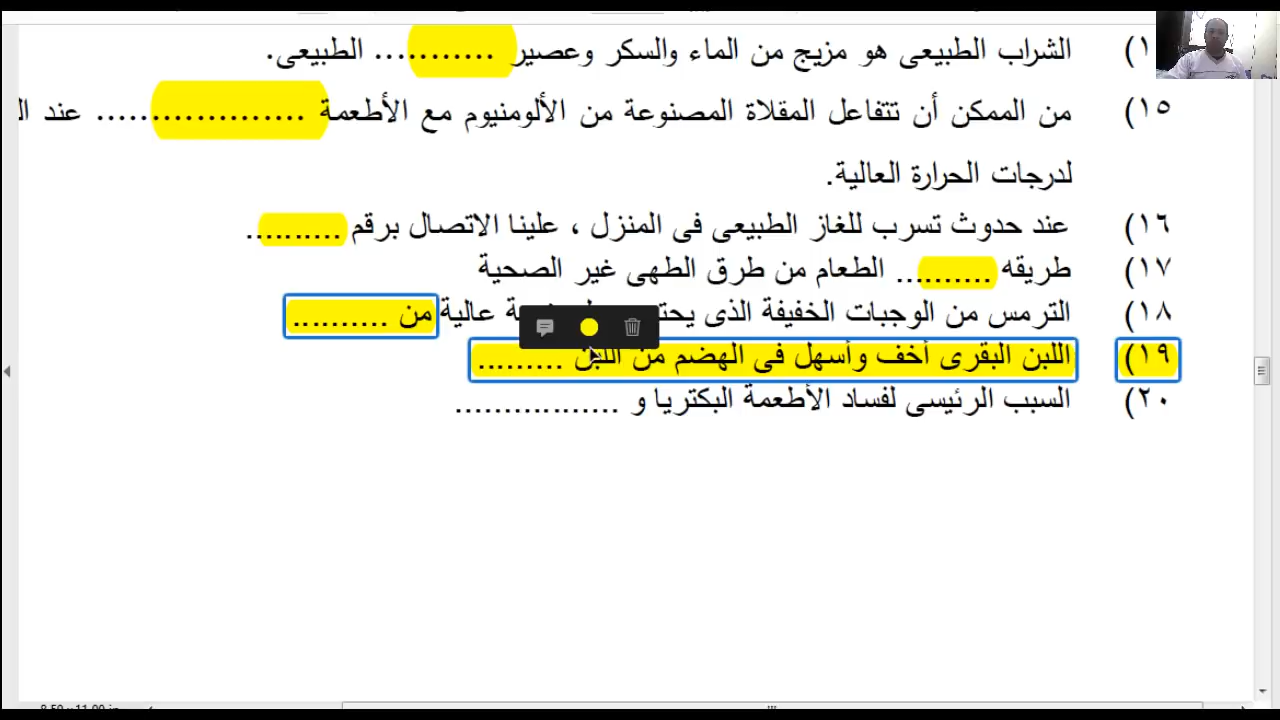 الشراب الطبيعى هو مزيج من الماء والسكر وعصير ........... الطبيعى.
١٥) من الممكن أن تتفاعل المقلاة المصنوعة من الألومنيوم مع الأطعمة .................... عند
لدرجات الحرارة العالية.
١٦) عند حدوث تسرب للغاز الطبيعى فى المنزل ، علينا الاتصال برقم ..........
١٧) طريقه .......... الطعام من طرق الطهى غير الصحية
١٨) الترمس من الوجبات الخفيفة الذى عالية من ..........
١٩) اللبن البقرى أخف وأسهل فى الهضم من اللبن .........
٢٠) السبب الرئيسى لفساد الأطعمة البكتريا و .................